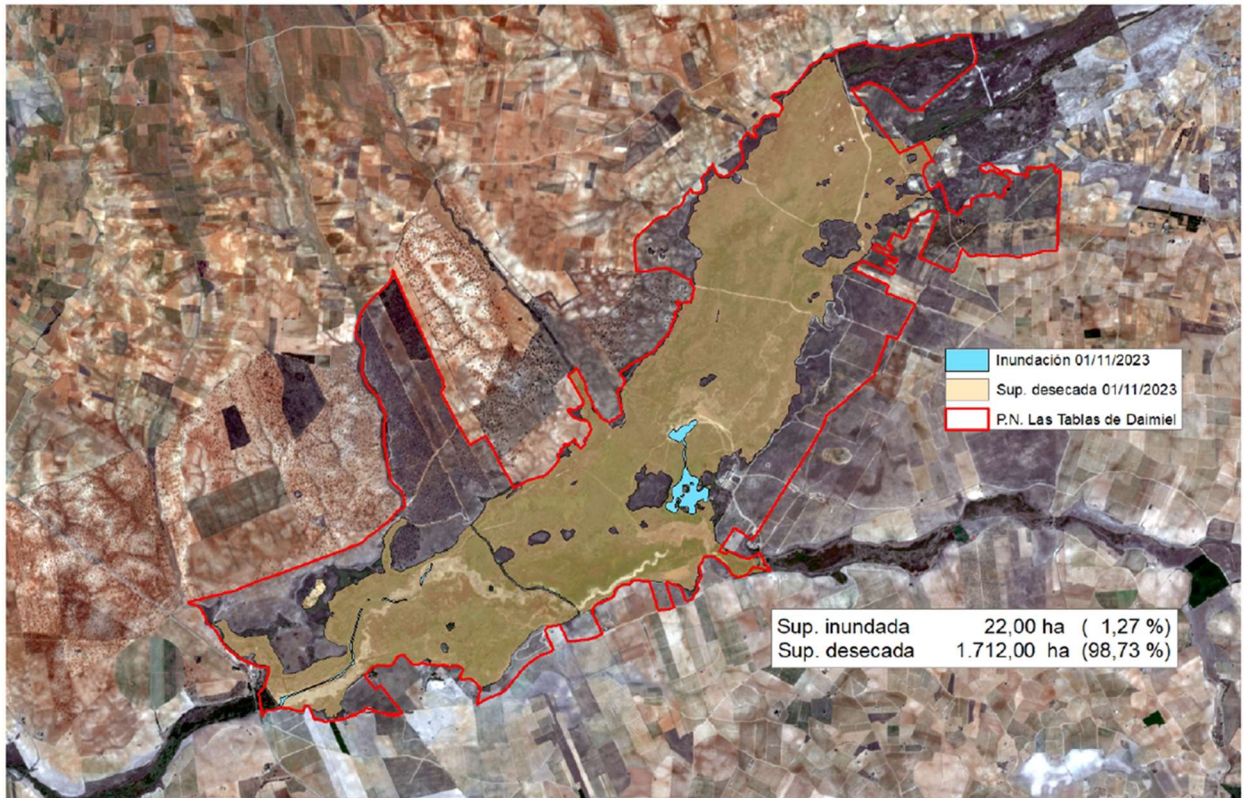 Inundación 01/11/2023
Sup. desecada 01/11/2023
P.N. Las Tablas de Daimiel
Sup. inundada 22,00 ha ( 1,27 %)
Sup. desecada 1.712,00 ha (98,73 %)